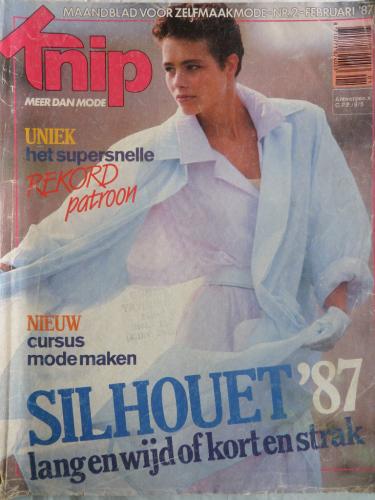 MAANDBLAD VOOR ZELFMAAKMODE-NR.2-FEBRUARI '87
Knip
MEER DAN MODE
UNIEK
het supersnelle
REKORD
patroon
NIEUW
cursus
mode maken
SILHOUET '87
lang en wijd of kort en strak